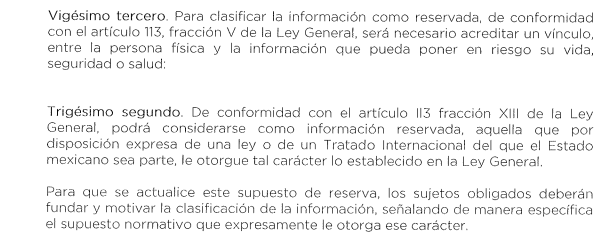 Vigésimo tercero. Para clasificar la información como reservada, de conformidad
con el artículo 113, fracción V de la Ley General, será necesario acreditar un vínculo,
entre la persona física y la información que pueda poner en riesgo su vida,
seguridad o salud:
Trigésimo segundo. De conformidad con el artículo 113 fracción XIII de la Ley
General, podrá considerarse como información reservada, aquella que por
disposición expresa de una ley o de un Tratado Internacional del que el Estado
mexicano sea parte, le otorgue tal carácter lo establecido en la Ley General.
Para que se actualice este supuesto de reserva, los sujetos obligados deberán
fundar y motivar la clasificación de la información, señalando de manera específica
el supuesto normativo que expresamente le otorga ese carácter.